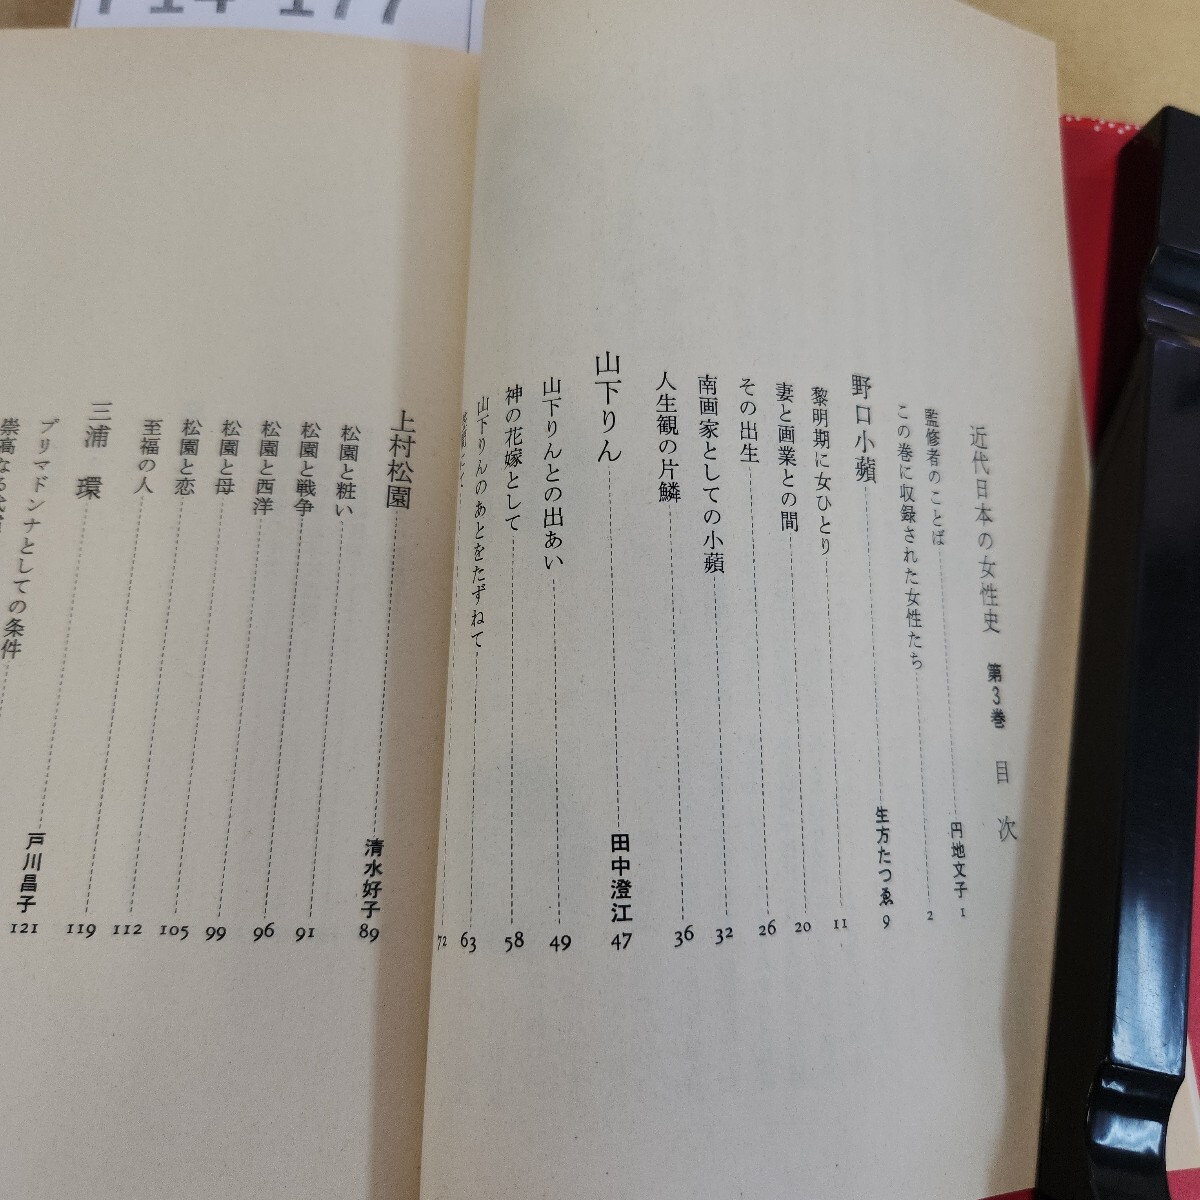 14 177
近代日本の女性史 第3巻 目次
監修者のことば 円地文子 1
この巻に収録された女性たち 2
野口小蘋 生方たつゑ 9
黎明期に女ひとり 11
妻と画業との間 20
その出生 26
南画家としての小蘋 32
人生観の片鱗 36
山下りん 田中澄江 47
山下りんとの出あい 49
神の花嫁として 58
山下りんのあとをたずねて 63
72
上村松園 清水好子 89
松園と粧い 91
松園と戦争 96
松園と西洋 99
松園と母 105
松園と恋 112
至福の人 119
三浦 環 戸川昌子 121
プリマドンナとしての条件
崇高なる